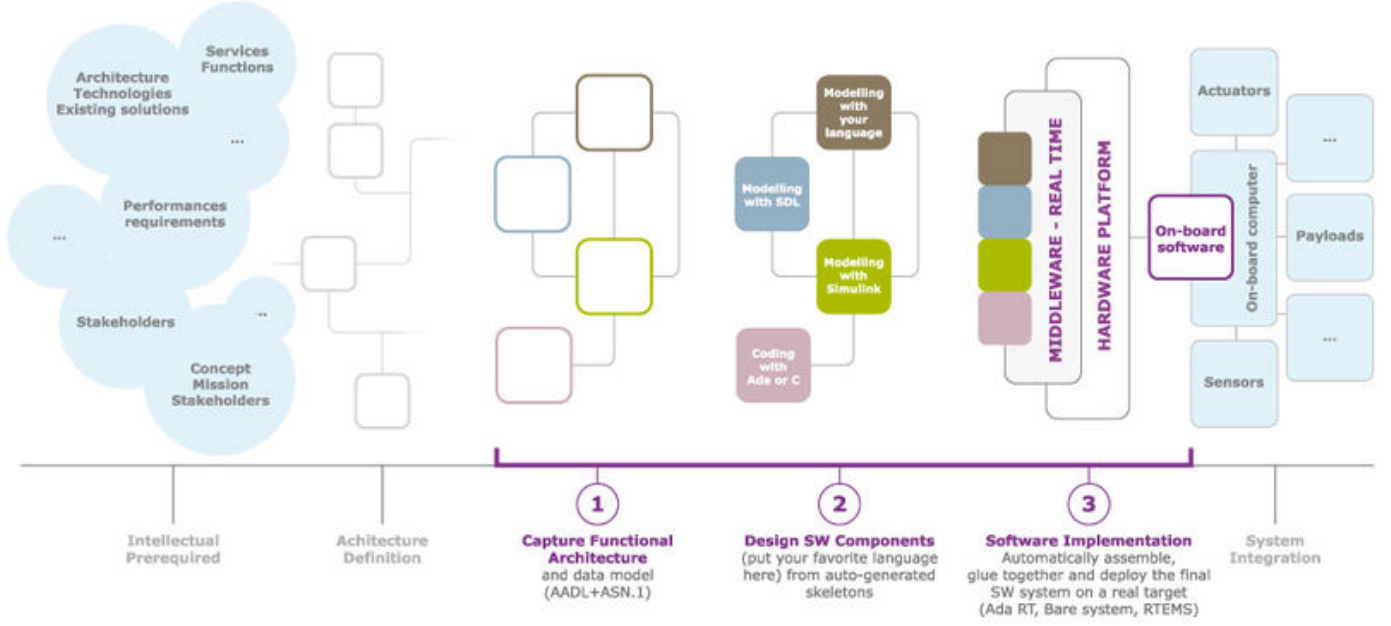 Services
Functions
Architecture
Technologies
Existing solutions
...
Performances
requirements
...
Stakeholders
...
Concept
Mission
Stakeholders
Modelling
with
your
language
Modelling
with SDL
Modelling
with
Simulink
Coding
with
Ada or C
MIDDLEWARE - REAL TIME
HARDWARE PLATFORM
On-board
software
Actuators
On-board computer
Sensors
...
Payloads
...
Intellectual
Prerequired
Achitecture
Definition
1
Capture Functional
Architecture
and data model
(AADL+ASN.1)
2
Design SW Components
(put your favorite language
here) from auto-generated
skeletons
3
Software Implementation
Automatically assemble,
glue together and deploy the final
SW system on a real target
(Ada RT, Bare system, RTEMS)
System
Integration